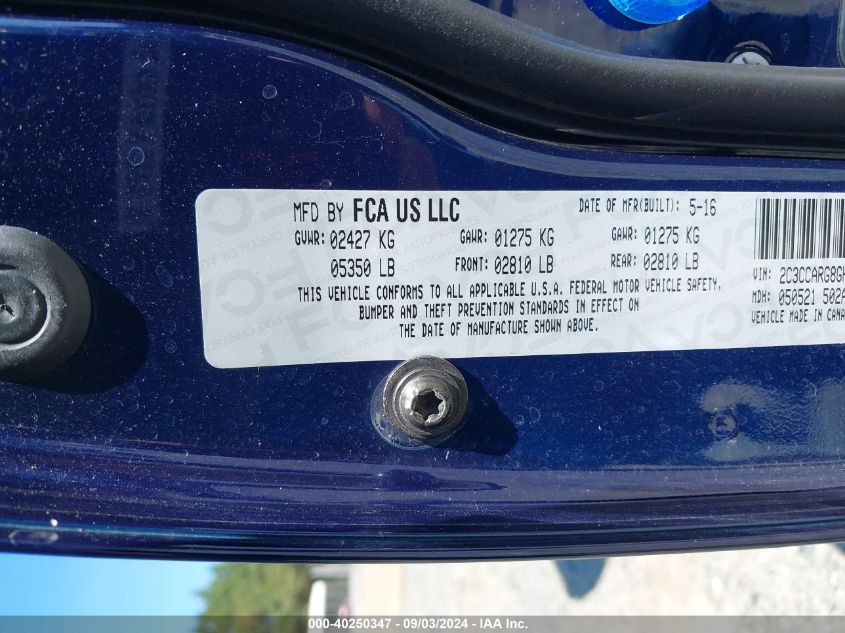 MFD BY FCA US LLC DATE OF MFR(BUILT): 5-16
GVWR: 02427 KG GAWR: 01275 KG GAWR: 01275 KG
05350 LB FRONT: 02810 LB REAR: 02810 LB
THIS VEHICLE CONFORMS TO ALL APPLICABLE U.S.A. FEDERAL MOTOR VEHICLE SAFETY,
BUMPER AND THEFT PREVENTION STANDARDS IN EFFECT ON
THE DATE OF MANUFACTURE SHOWN ABOVE.
VIN: 2C3CCARG8G
MDH: 050521 502
VEHICLE MADE IN CANA
000-40250347 - 09/03/2024 - IAA Inc.